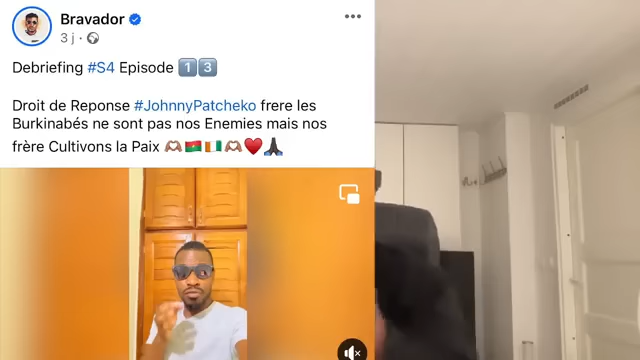 Bravador
3 j ·
Debriefing #S4 Episode 1️⃣3️⃣
Droit de Reponse #JohnnyPatcheko frere les
Burkinabés ne sont pas nos Enemies mais nos
frère Cultivons la Paix 🫶🏾🇧🇫🇨🇮🫶🏾♥️🙏🏿